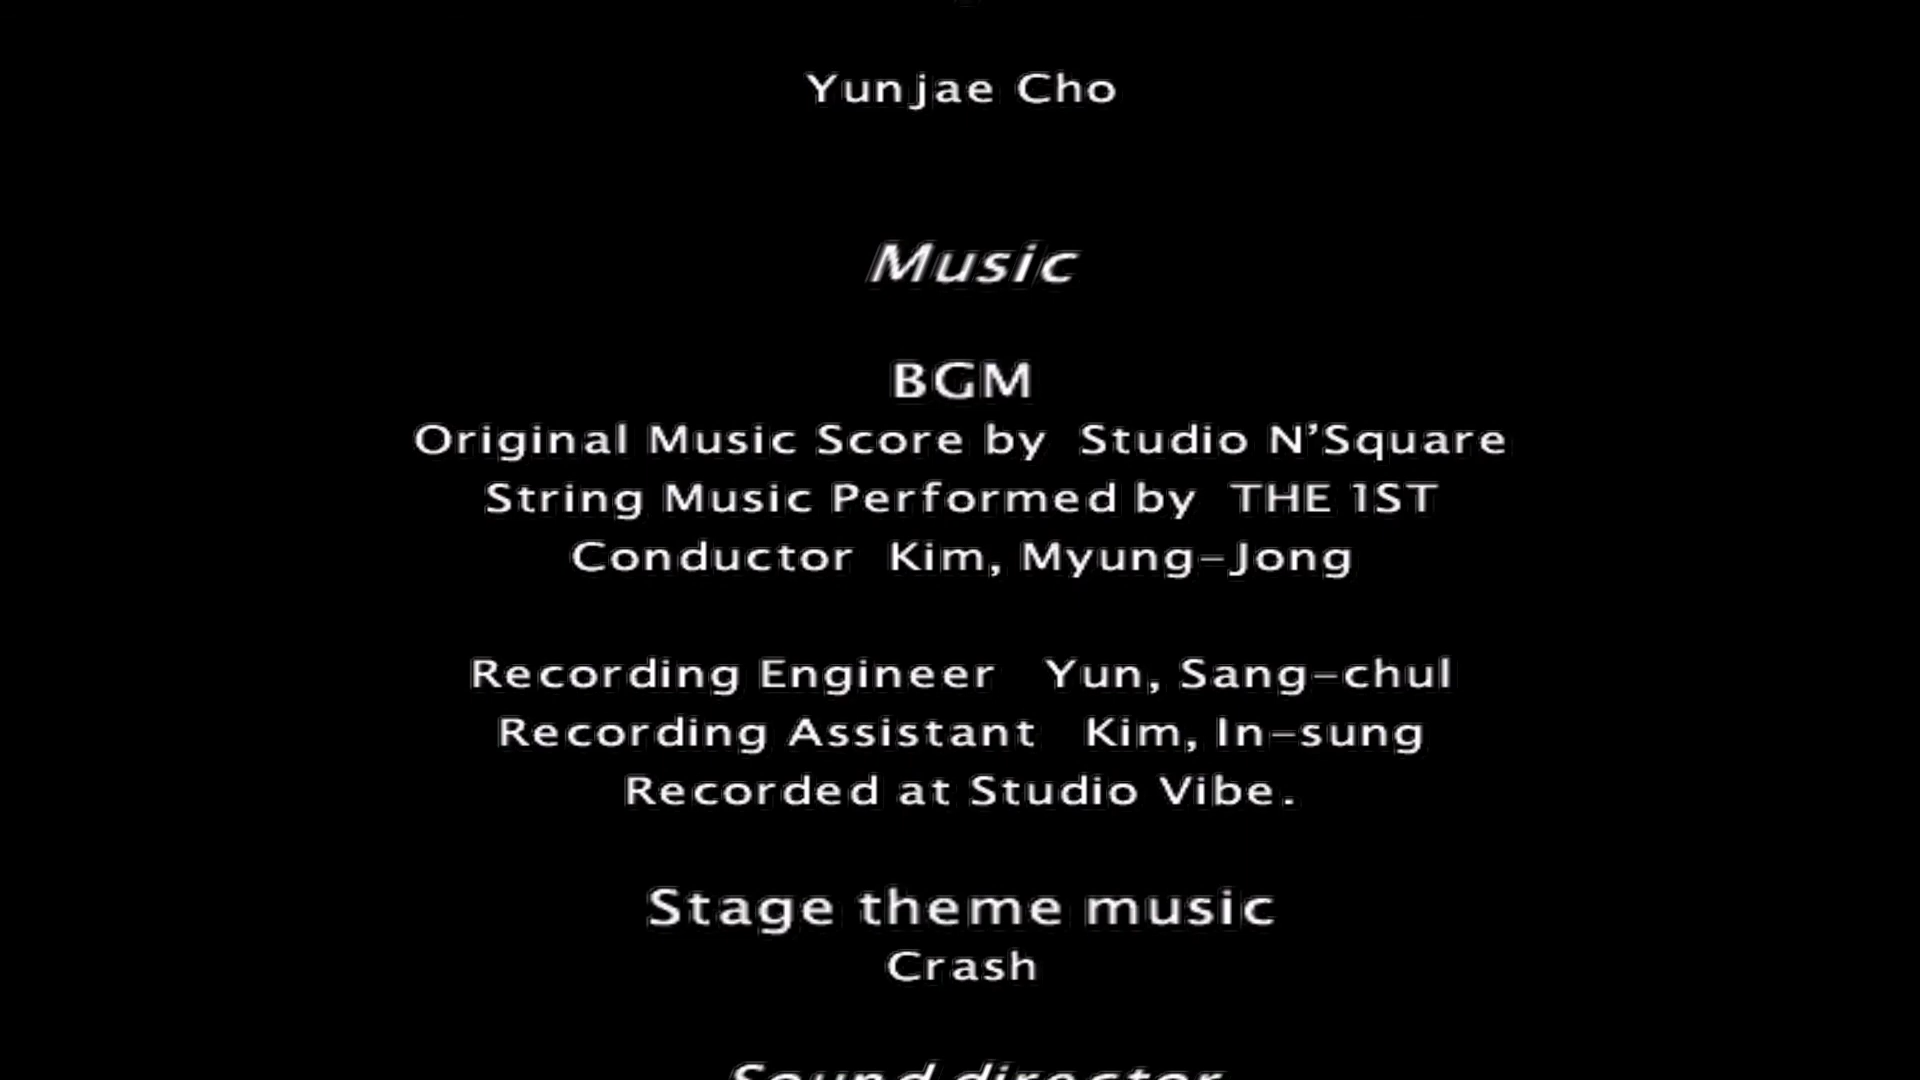 Yunjae Cho
Music
BGM
Original Music Score by Studio N'Square
String Music Performed by THE 1ST
Conductor Kim, Myung-Jong
Recording Engineer Yun, Sang-chul
Recording Assistant Kim, In-sung
Recorded at Studio Vibe.
Stage theme music
Crash
Sound director